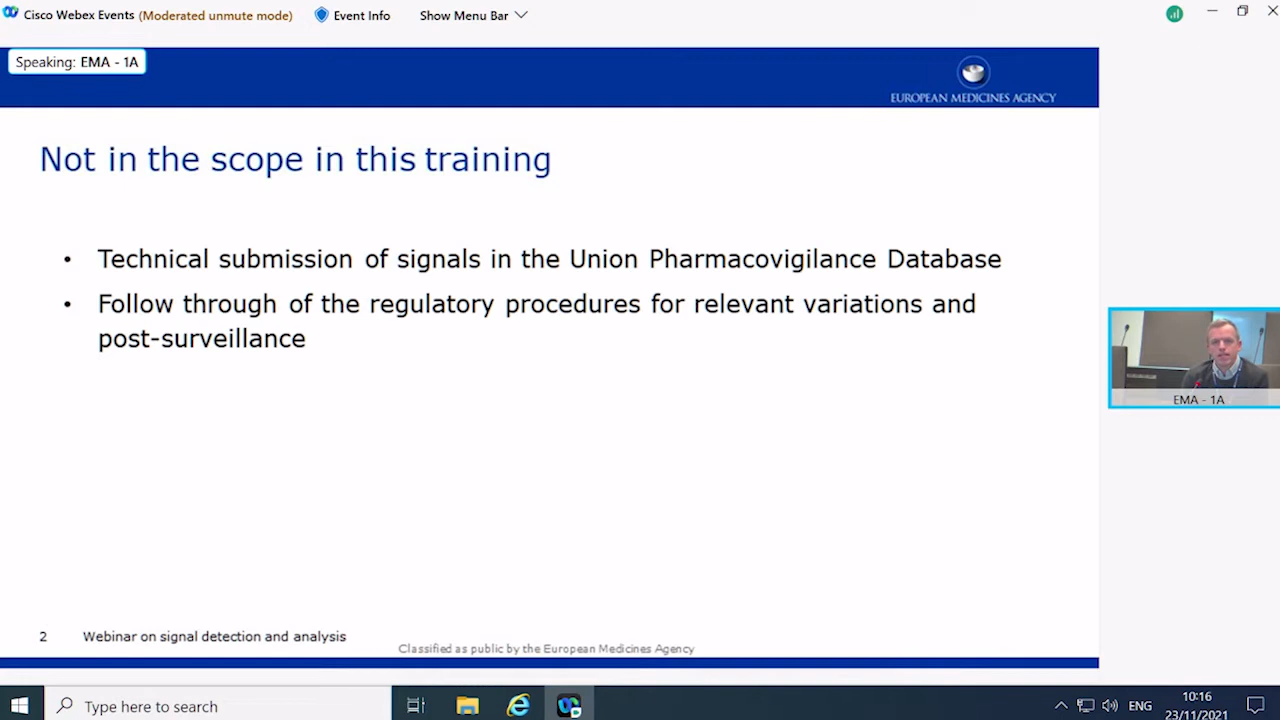 Cisco Webex Events (Moderated unmute mode) Event Info Show Menu Bar
Speaking: EMA - 1A
EUROPEAN MEDICINES AGENCY
Not in the scope in this training
• Technical submission of signals in the Union Pharmacovigilance Database
• Follow through of the regulatory procedures for relevant variations and
post-surveillance
EMA - 1A
2 Webinar on signal detection and analysis
Classified as public by the European Medicines Agency
Type here to search
ENG
10:16
23/11/2021